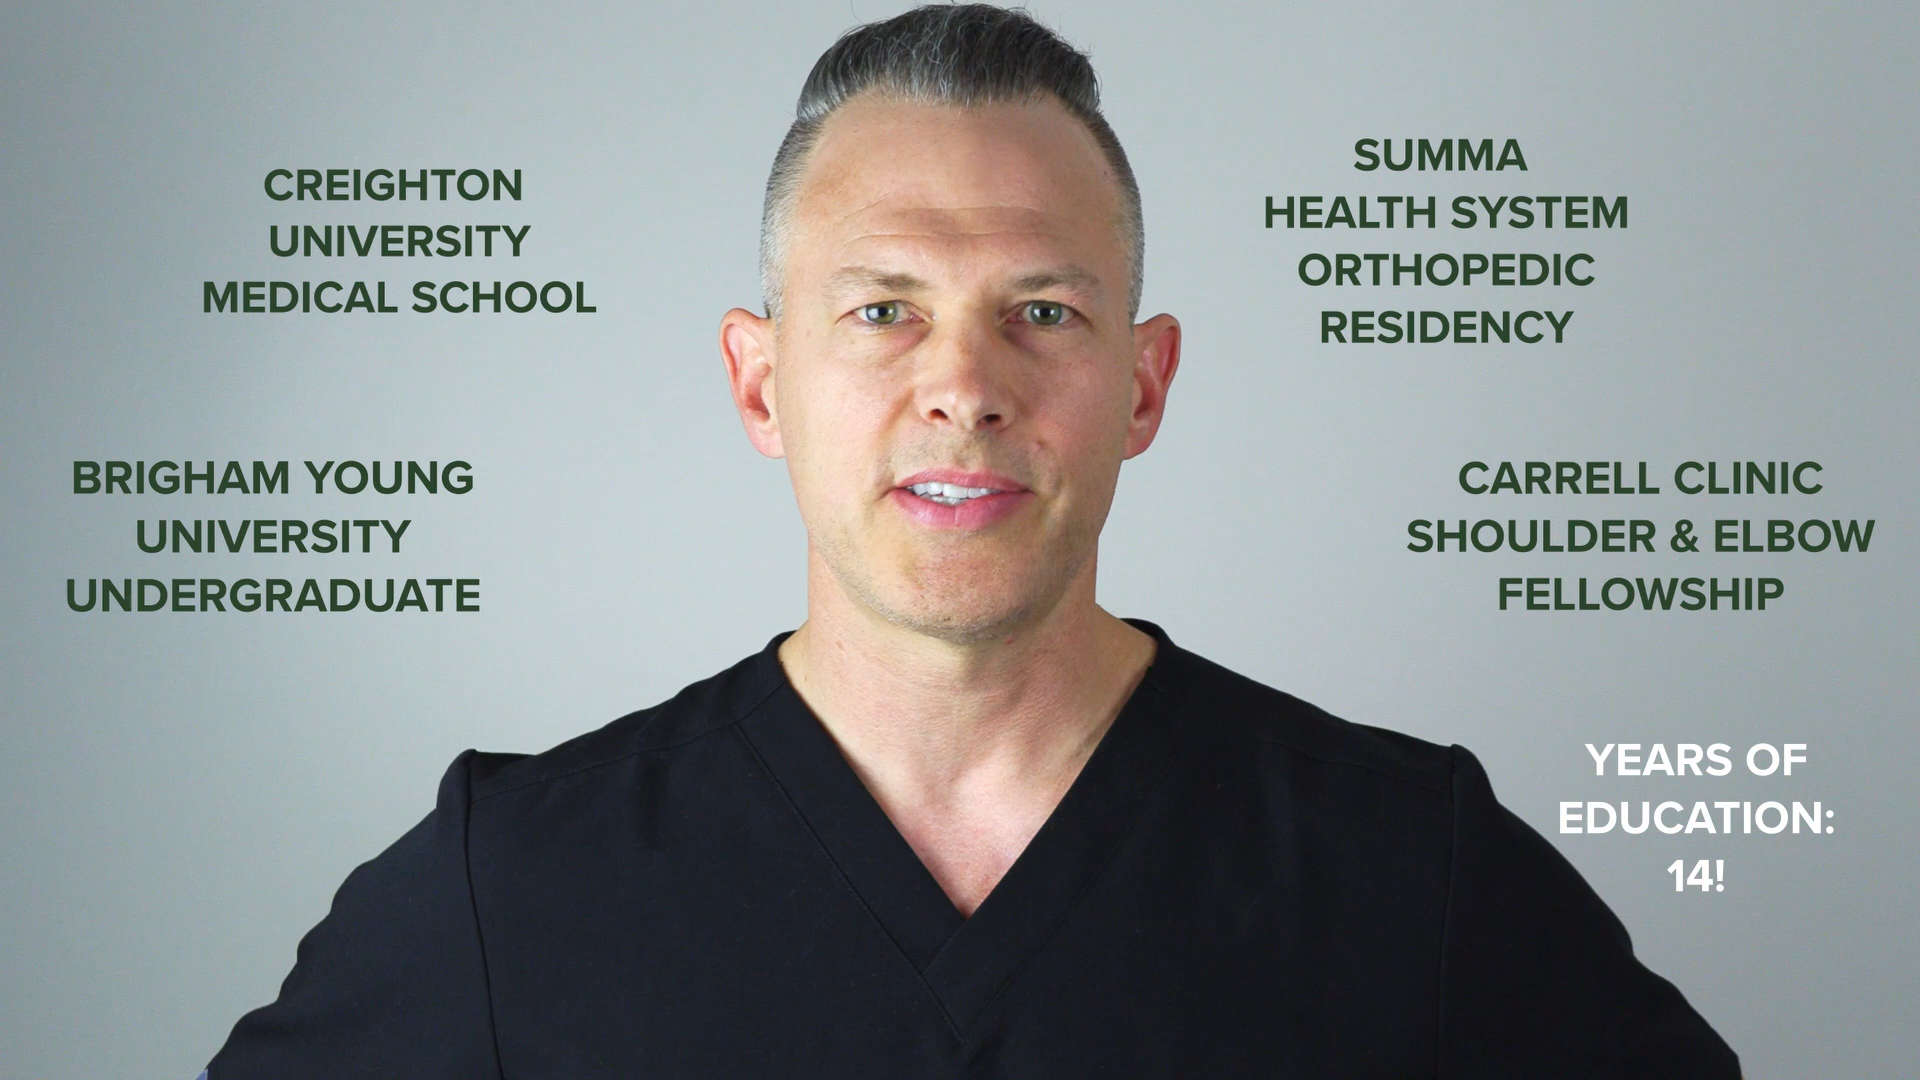 CREIGHTON
UNIVERSITY
MEDICAL SCHOOL
BRIGHAM YOUNG
UNIVERSITY
UNDERGRADUATE
SUMMA
HEALTH SYSTEM
ORTHOPEDIC
RESIDENCY
CARRELL CLINIC
SHOULDER & ELBOW
FELLOWSHIP
YEARS OF
EDUCATION:
14!